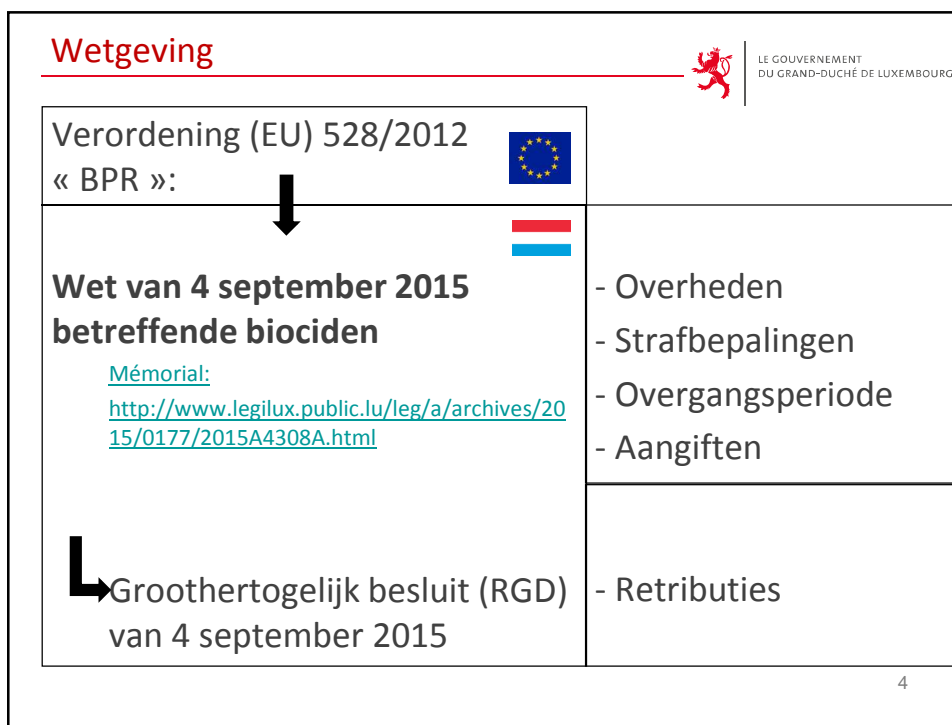 Wetgeving
LE GOUVERNEMENT
DU GRAND-DUCHÉ DE LUXEMBOURG
Verordening (EU) 528/2012
« BPR »:
Wet van 4 september 2015
betreffende biociden
Mémorial:
http://www.legilux.public.lu/leg/a/archives/20
15/0177/2015A4308A.html
- Overheden
- Strafbepalingen
- Overgangsperiode
- Aangiften
Groothertogelijk besluit (RGD)
van 4 september 2015
- Retributies
4